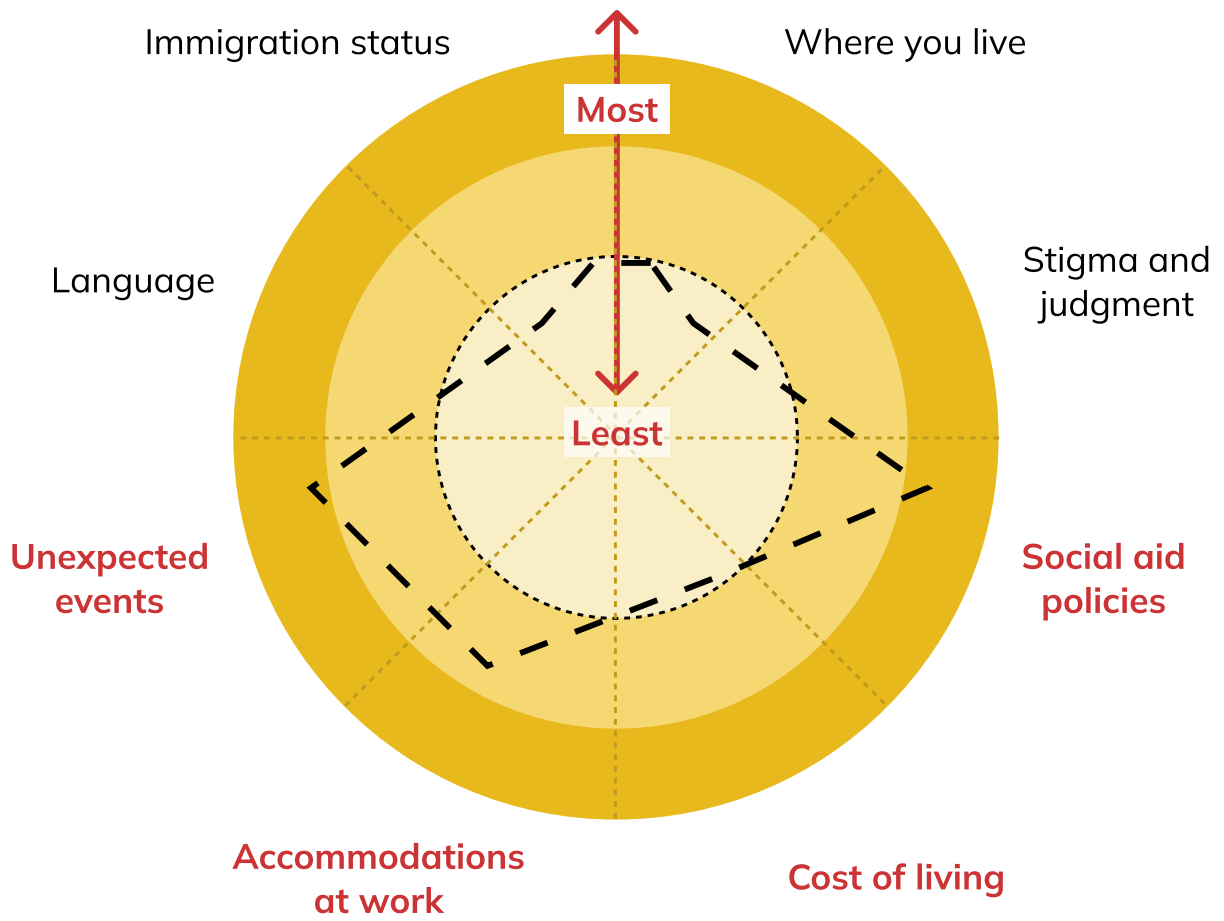 Immigration status
Where you live
Most
Language
Stigma and
judgment
Least
Unexpected
events
Social aid
policies
Accommodations
at work
Cost of living